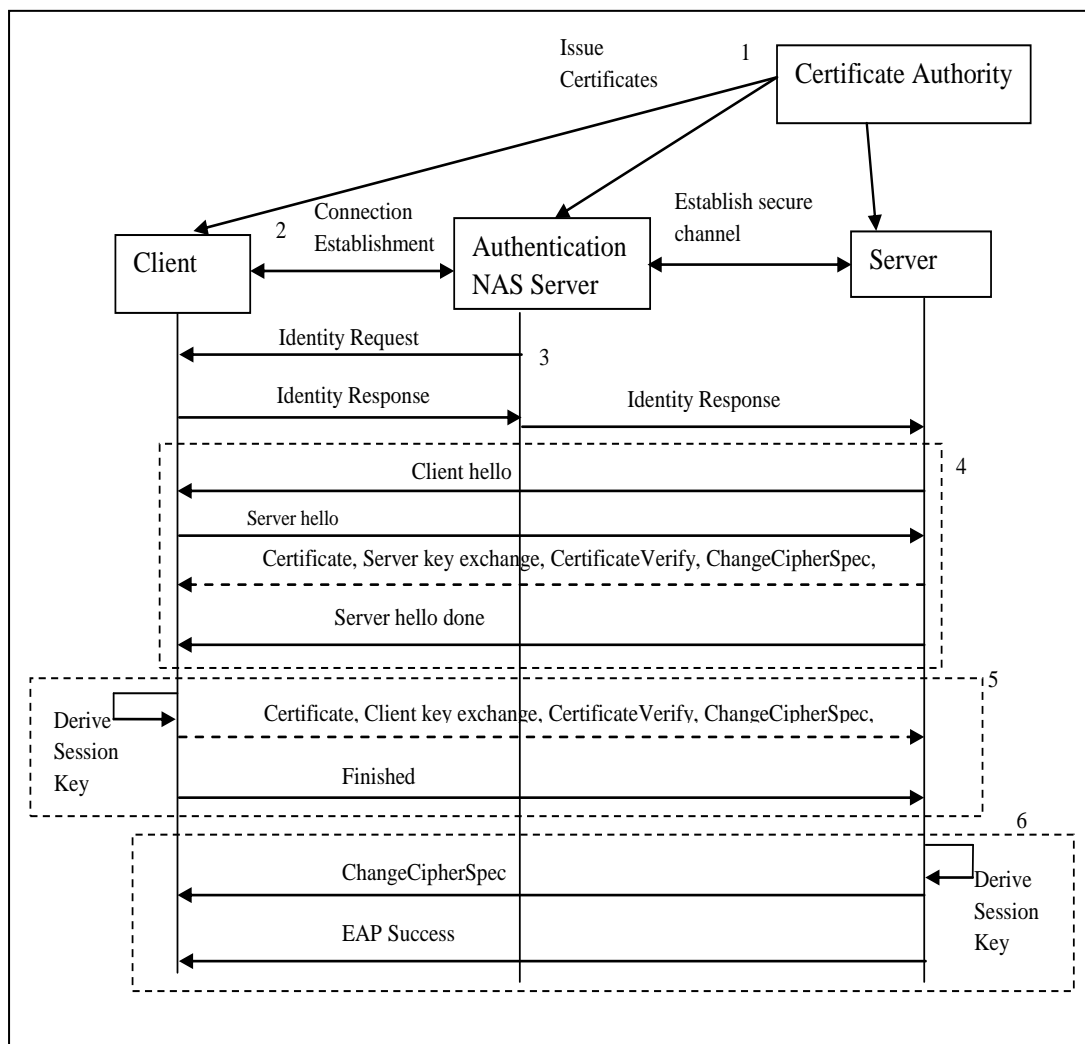 Issue
Certificates
1
Certificate Authority
2
Connection
Establishment
Establish secure
channel
Client
Authentication
NAS Server
Server
Identity Request
3
Identity Response
Identity Response
4
Client hello
Server hello
Certificate, Server key exchange, CertificateVerify, ChangeCipherSpec,
Server hello done
5
Derive
Session
Key
Certificate, Client key exchange, CertificateVerify, ChangeCipherSpec,
Finished
6
ChangeCipherSpec
Derive
Session
Key
EAP Success